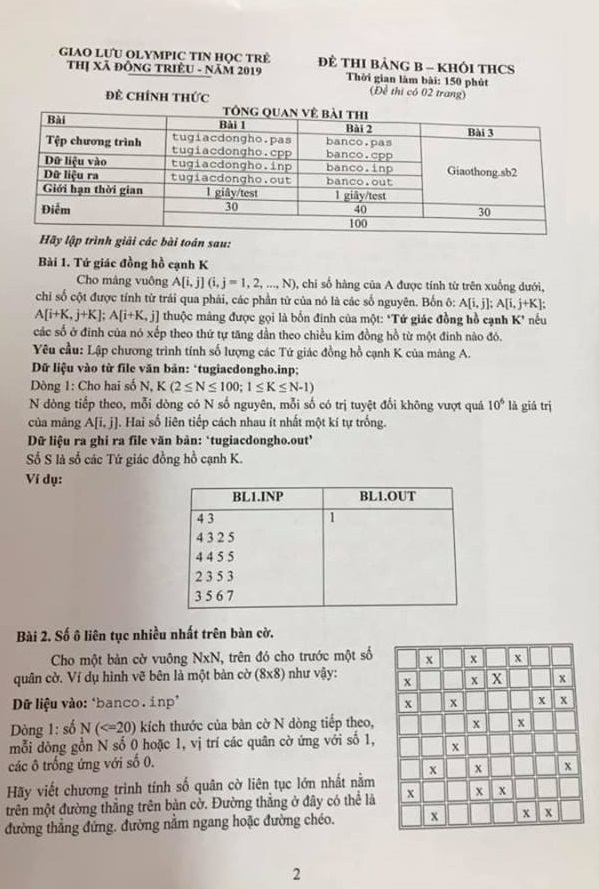 GIAO LƯU OLYMPIC TIN HỌC TRẺ
THỊ XÃ ĐÔNG TRIỀU - NĂM 2019
ĐỀ CHÍNH THỨC
ĐỀ THI BẢNG B – KHỐI THCS
Thời gian làm bài: 150 phút
(Đề thi có 02 trang)
TỔNG QUAN VỀ BÀI THI
Bài Bài 1 Bài 2 Bài 3
Tệp chương trình tugiacdongho.pas banco.pas
tugiacdongho.cpp banco.cpp
Dữ liệu vào tugiacdongho.inp banco.inp Giaothong.sb2
Dữ liệu ra tugiacdongho.out banco.out
Giới hạn thời gian 1 giây/test 1 giây/test
Điểm 30 40 30
100
Hãy lập trình giải các bài toán sau:
Bài 1. Tứ giác đồng hồ cạnh K
Cho mảng vuông A[i, j] (i, j = 1, 2, ..., N), chỉ số hàng của A được tính từ trên xuống dưới,
chỉ số cột được tính từ trái qua phải, các phần tử của nó là các số nguyên. Bốn ô: A[i, j]; A[i, j+K];
A[i+K, j+K]; A[i+K, j] thuộc mảng được gọi là bốn đỉnh của một: ‘Tứ giác đồng hồ cạnh K’ nếu
các số ở đỉnh của nó xếp theo thứ tự tăng dần theo chiều kim đồng hồ từ một đỉnh nào đó.
Yêu cầu: Lập chương trình tính số lượng các Tứ giác đồng hồ cạnh K của mảng A.
Dữ liệu vào từ file văn bản: ‘tugiacdongho.inp;
Dòng 1: Cho hai số N, K (2 ≤ N ≤ 100; 1 ≤ K ≤ N-1)
N dòng tiếp theo, mỗi dòng có N số nguyên, mỗi số có trị tuyệt đối không vượt quá 10⁶ là giá trị
của mảng A[i, j]. Hai số liên tiếp cách nhau ít nhất một kí tự trống.
Dữ liệu ra ghi ra file văn bản: ‘tugiacdongho.out’
Số S là số các Tứ giác đồng hồ cạnh K.
Ví dụ:
BL1.INP BL1.OUT
4 3 1
4 3 2 5
4 4 5 5
2 3 5 3
3 5 6 7
Bài 2. Số ô liên tục nhiều nhất trên bàn cờ.
Cho một bàn cờ vuông NxN, trên đó cho trước một số
quân cờ. Ví dụ hình vẽ bên là một bàn cờ (8x8) như vậy:
Dữ liệu vào: ‘banco.inp’
Dòng 1: số N (<=20) kích thước của bàn cờ N dòng tiếp theo,
mỗi dòng gồn N số 0 hoặc 1, vị trí các quân cờ ứng với số 1,
các ô trống ứng với số 0.
Hãy viết chương trình tính số quân cờ liên tục lớn nhất nằm
trên một đường thẳng trên bàn cờ. Đường thẳng ở đây có thể là
đường thẳng đứng, đường nằm ngang hoặc đường chéo.
x x x
x x X x
x x x x
x x
x
x x x
x x x
x x x
2